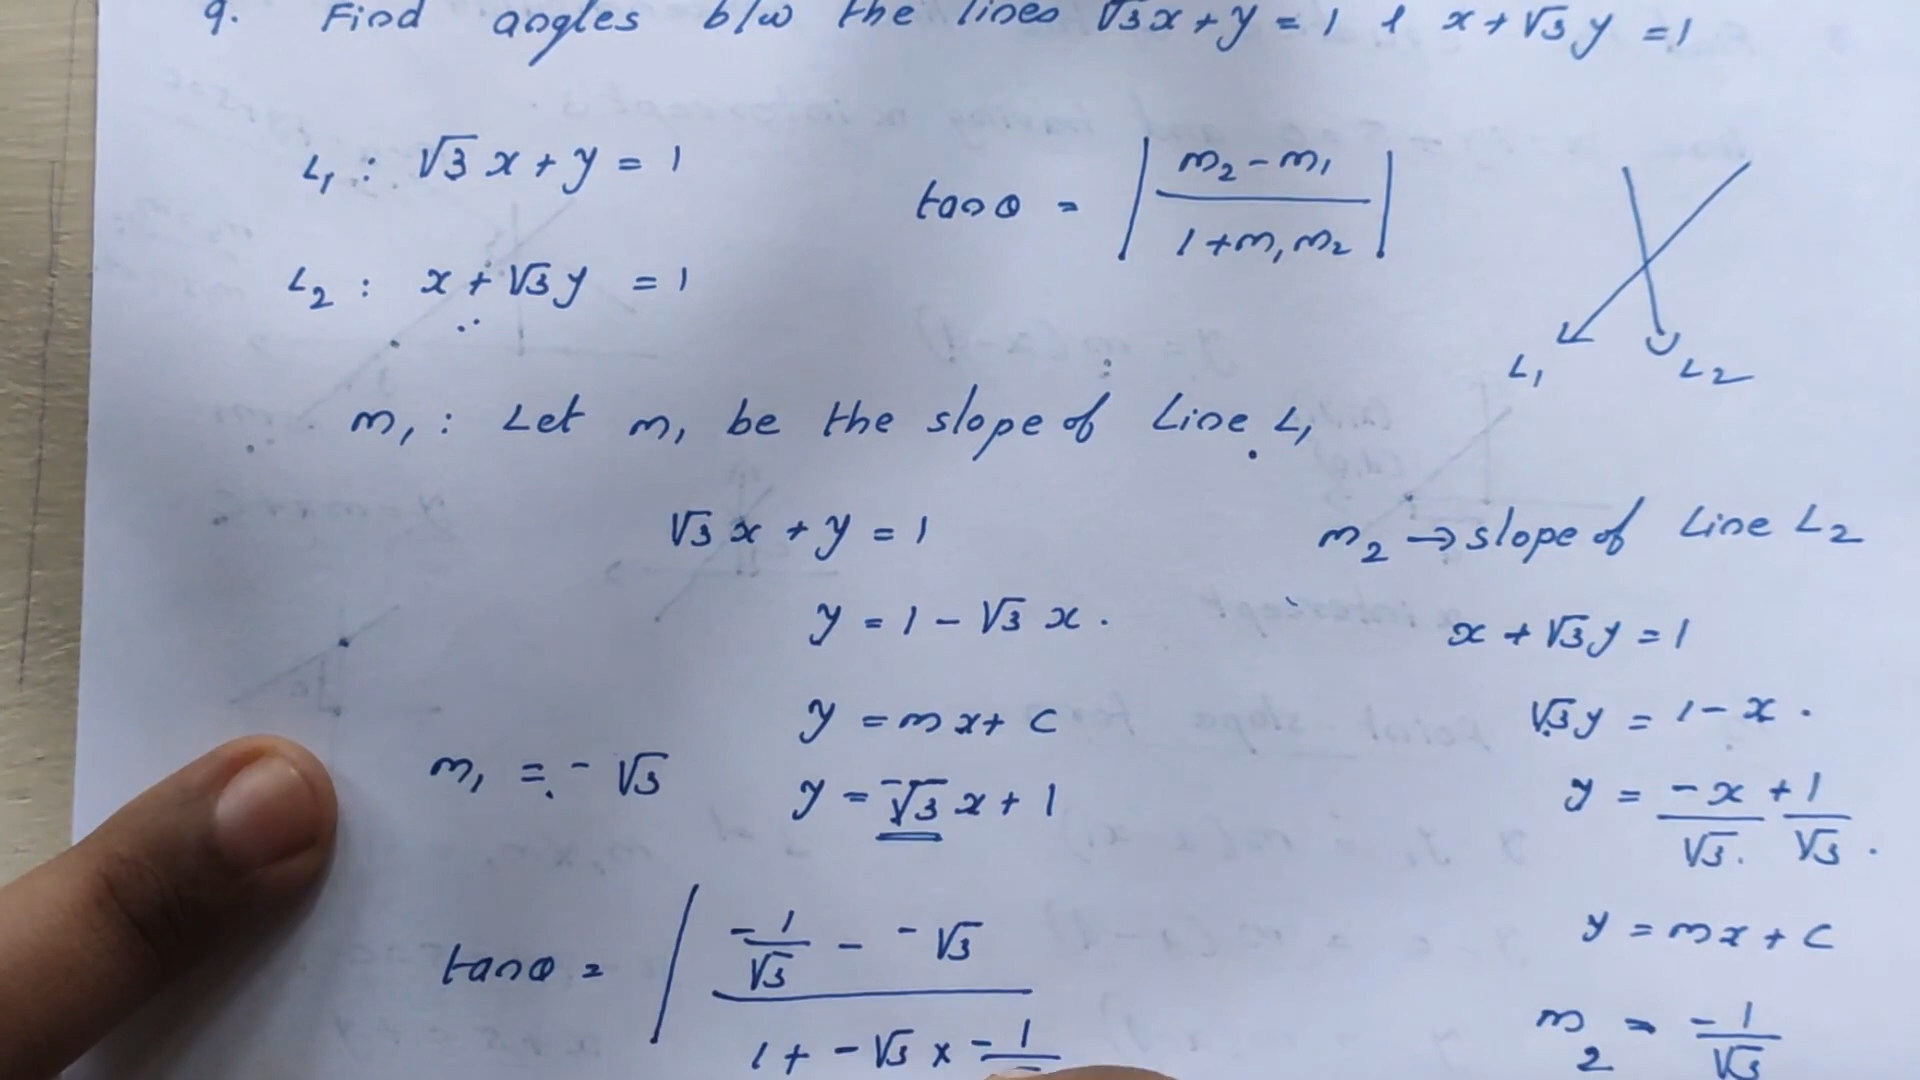 9. Find angles b/w the lines √3x + y = 1 & x + √3y = 1
L₁ : √3x + y = 1
tanθ = | m₂ - m₁ / 1 + m₁m₂ |
L₂ : x + √3y = 1
L₁ L₂
m₁ : Let m₁ be the slope of Line L₁
√3x + y = 1
y = 1 - √3x.
y = mx + c
y = -√3x + 1
m₁ = -√3
m₂ → slope of Line L₂
x + √3y = 1
√3y = 1 - x.
y = -x/√3 + 1/√3.
y = mx + c
m₂ = -1/√3
tanθ = | -1/√3 - -√3 / 1 + -√3 x -1/